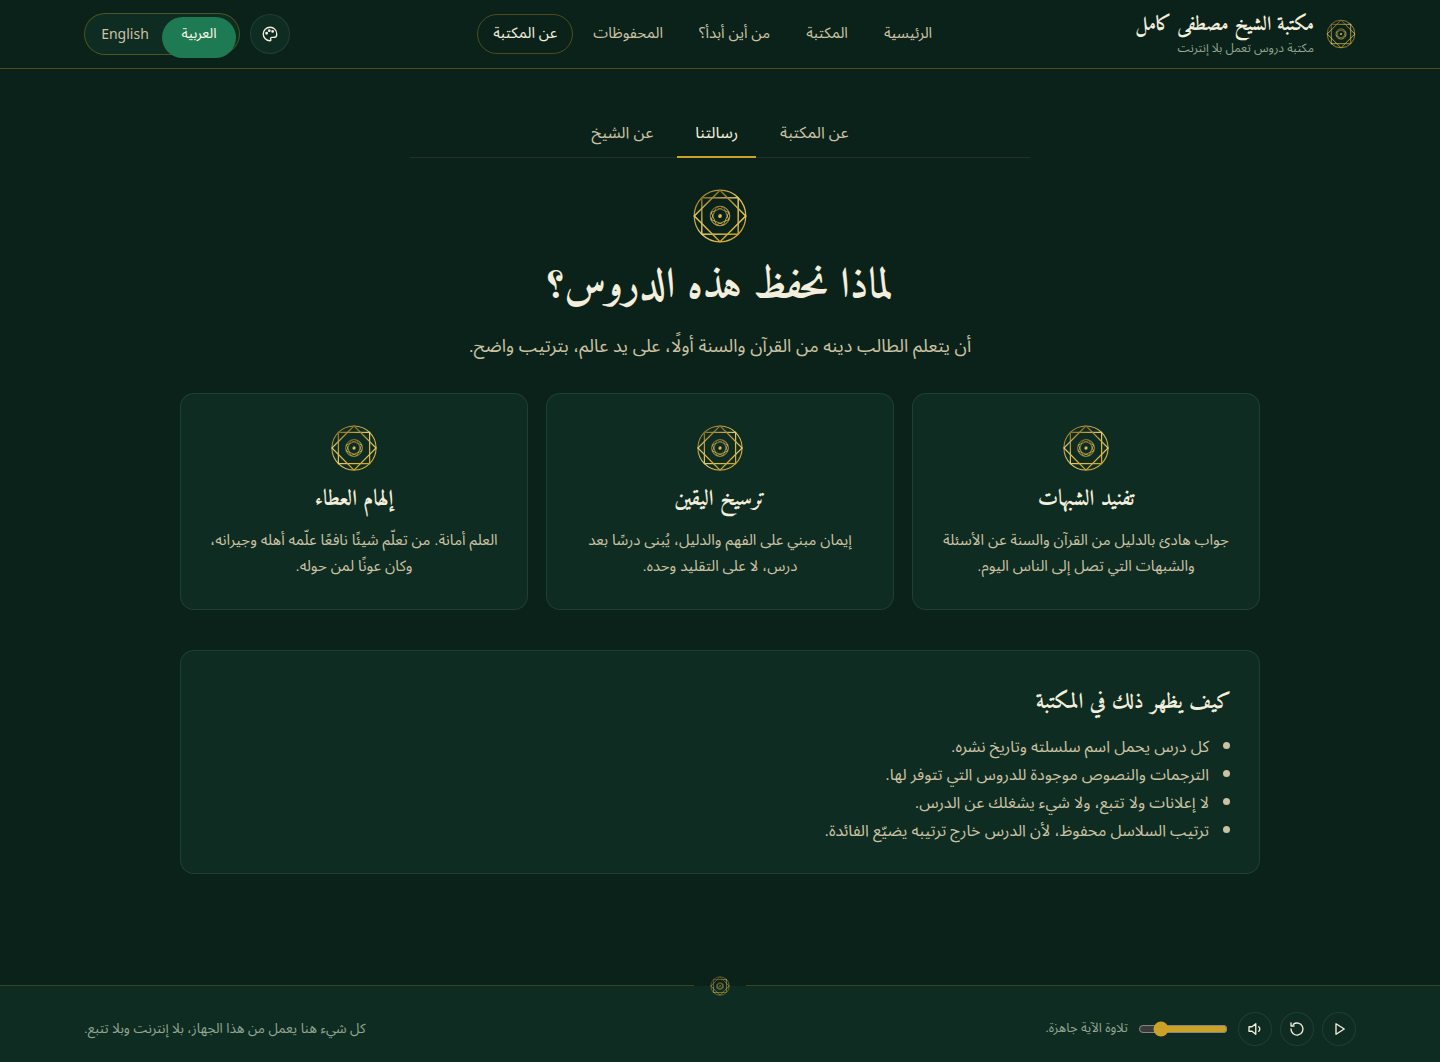 مكتبة الشيخ مصطفى كامل
مكتبة دروس تعمل بلا إنترنت
الرئيسية
المكتبة
من أين أبدأ؟
المحفوظات
عن المكتبة
العربية
English
عن المكتبة
رسالتنا
عن الشيخ
لماذا نحفظ هذه الدروس؟
أن يتعلم الطالب دينه من القرآن والسنة أولًا، على يد عالم، بترتيب واضح.
تفنيد الشبهات
جواب هادئ بالدليل من القرآن والسنة عن الأسئلة
والشبهات التي تصل إلى الناس اليوم.
ترسيخ اليقين
إيمان مبني على الفهم والدليل، يُبنى درسًا بعد
درس، لا على التقليد وحده.
إلهام العطاء
العلم أمانة. من تعلّم شيئًا نافعًا علّمه أهله وجيرانه،
وكان عونًا لمن حوله.
كيف يظهر ذلك في المكتبة
كل درس يحمل اسم سلسلته وتاريخ نشره.
الترجمات والنصوص موجودة للدروس التي تتوفر لها.
لا إعلانات ولا تتبع، ولا شيء يشغلك عن الدرس.
ترتيب السلاسل محفوظ، لأن الدرس خارج ترتيبه يضيّع الفائدة.
تلاوة الآية جاهزة.
كل شيء هنا يعمل من هذا الجهاز، بلا إنترنت وبلا تتبع.